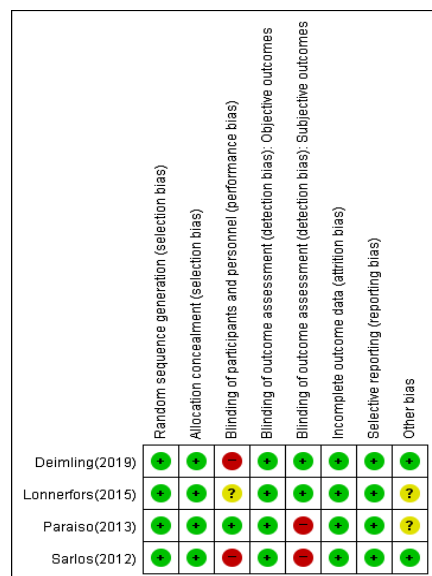 Random sequence generation (selection bias)
Allocation concealment (selection bias)
Blinding of participants and personnel (performance bias)
Blinding of outcome assessment (detection bias): Objective outcomes
Blinding of outcome assessment (detection bias): Subjective outcomes
Incomplete outcome data (attrition bias)
Selective reporting (reporting bias)
Other bias
Deimling(2019) + + – + + + + +
Lonnerfors(2015) + + ? + + + + ?
Paraiso(2013) + + + + – + + ?
Sarlos(2012) + + – + – + + +